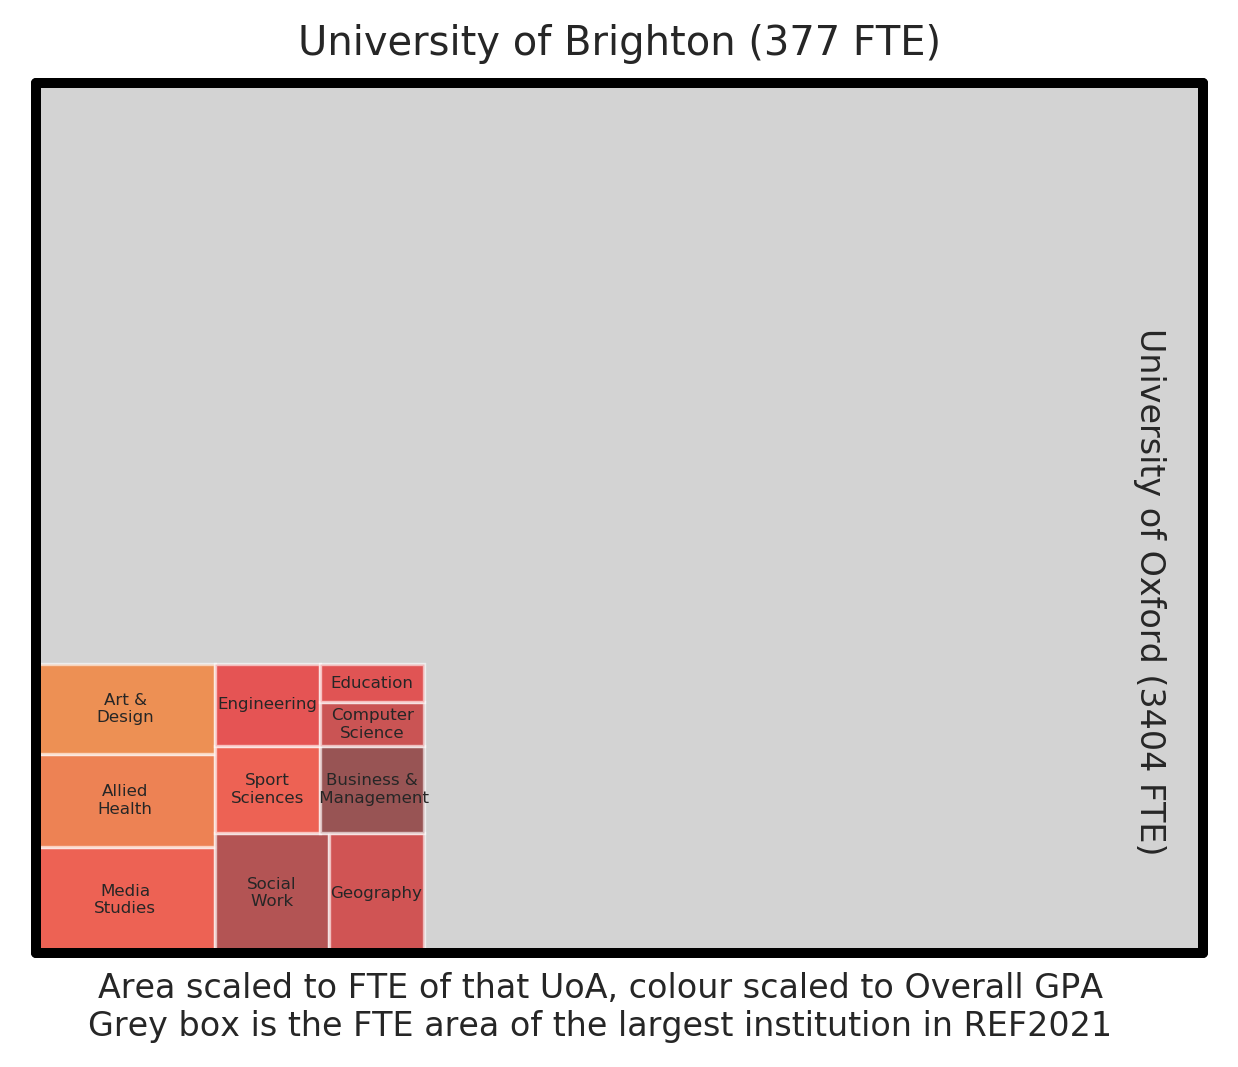 University of Brighton (377 FTE)
University of Oxford (3404 FTE)
Art &
Design
Engineering
Education
Computer
Science
Allied
Health
Sport
Sciences
Business &
Management
Media
Studies
Social
Work
Geography
Area scaled to FTE of that UoA, colour scaled to Overall GPA
Grey box is the FTE area of the largest institution in REF2021